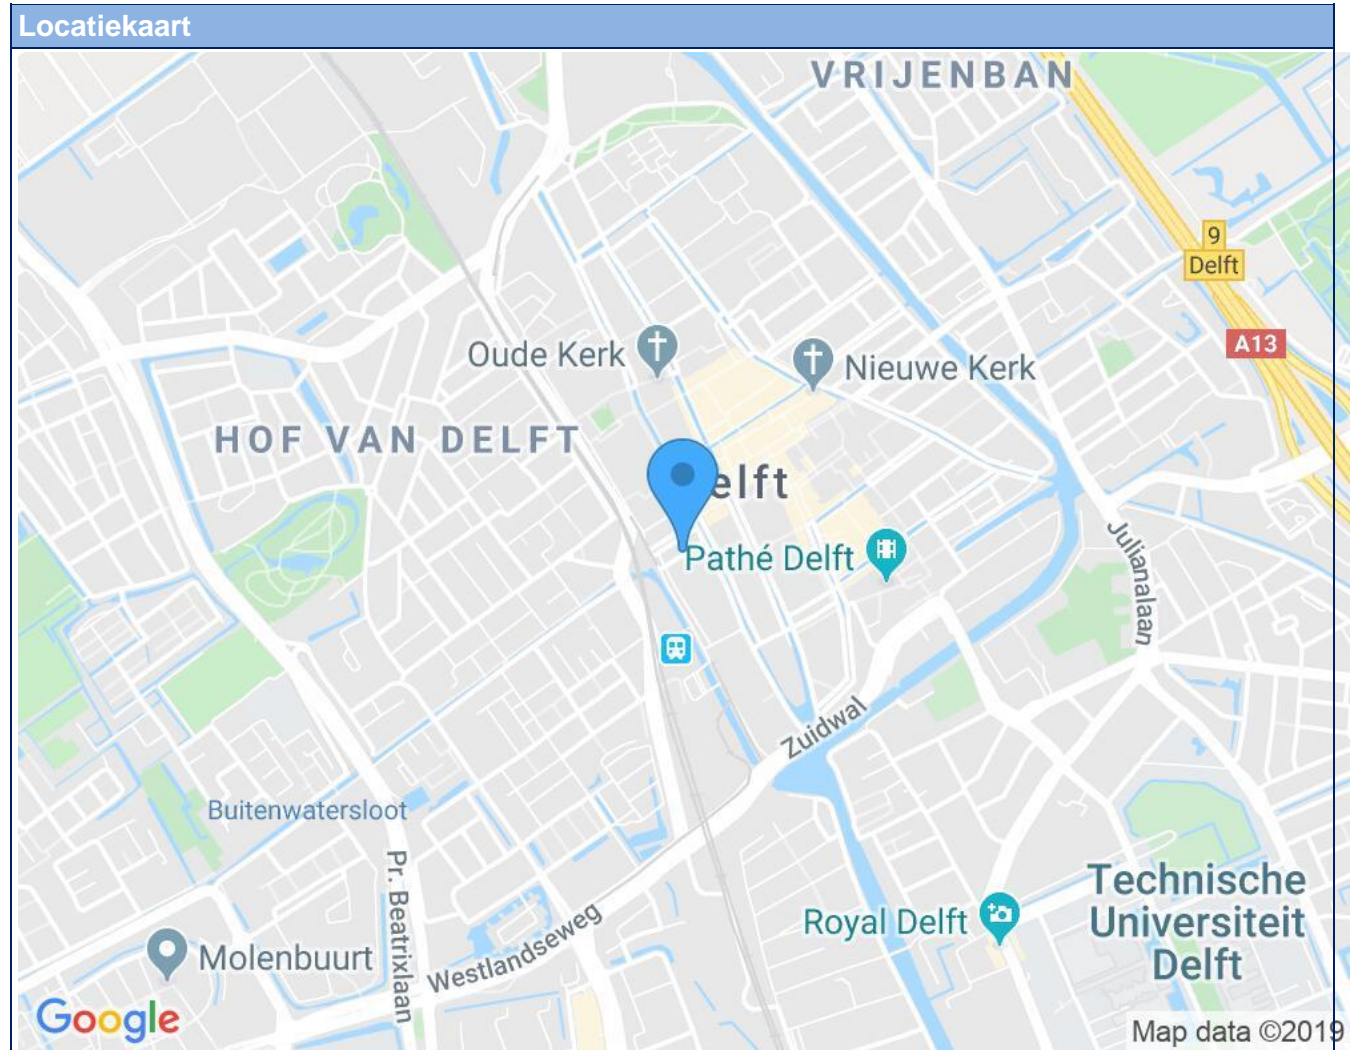 Locatiekaart
VRIJENBAN
9
Delft
A13
Oude Kerk
Nieuwe Kerk
HOF VAN DELFT
elft
Pathé Delft
Julianalaan
Zuidwal
Buitenwatersloot
Pr. Beatrixlaan
Technische
Universiteit
Delft
Royal Delft
Westlandseweg
Molenbuurt
Google
Map data ©2019